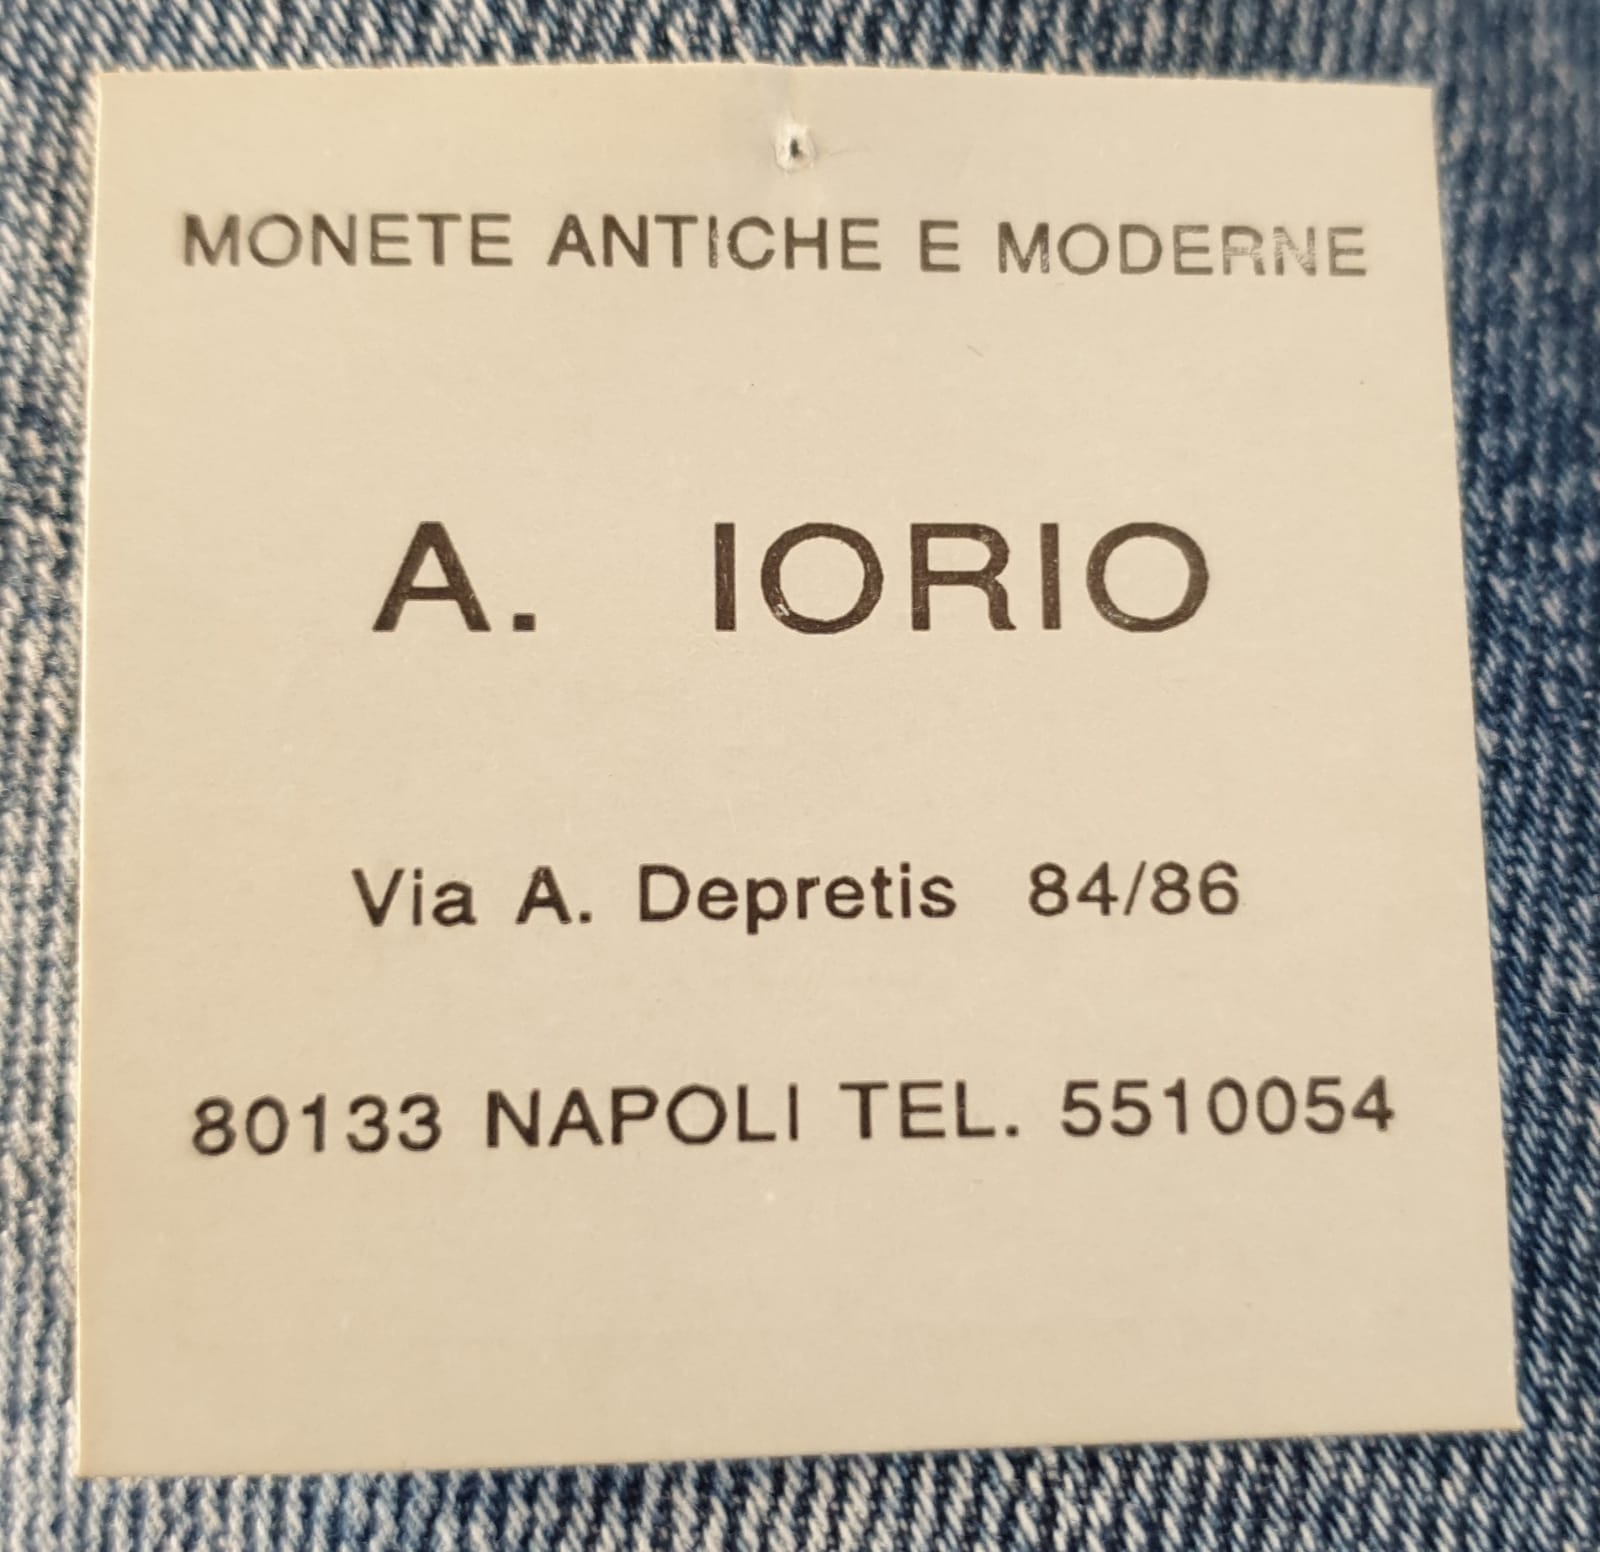 MONETE ANTICHE E MODERNE
A. IORIO
Via A. Depretis 84/86
80133 NAPOLI TEL. 5510054